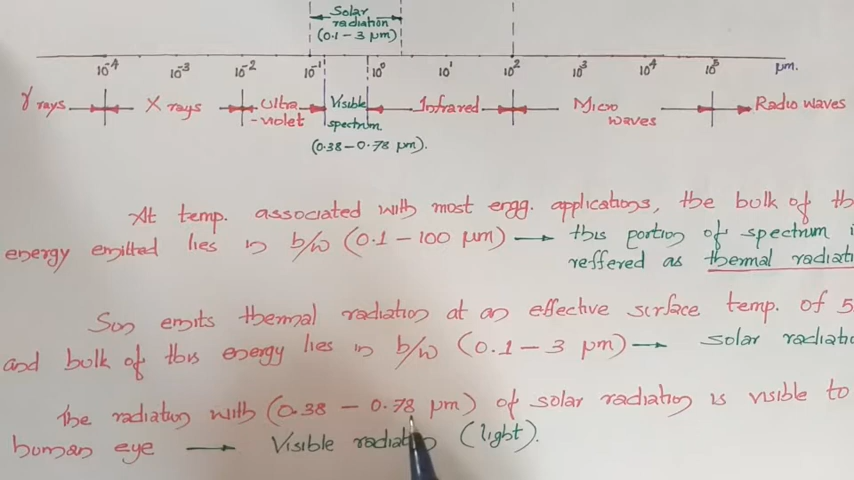 Solar
radiation
(0.1 – 3 μm)
10⁻⁴ 10⁻³ 10⁻² 10⁻¹ 10⁰ 10¹ 10² 10³ 10⁴ 10⁵ μm.
γ rays X rays Ultra Visible Infrared Micro Radio waves
-violet spectrum waves
(0.38 – 0.78 μm).
At temp. associated with most engg. applications, the bulk of th
energy emitted lies in b/w (0.1 – 100 μm) → this portion of spectrum i
reffered as thermal radiati
Sun emits thermal radiation at an effective surface temp. of 5
and bulk of this energy lies in b/w (0.1 – 3 μm) → solar radiatio
The radiation with (0.38 – 0.78 μm) of solar radiation is visible to
human eye → Visible radiation (light).